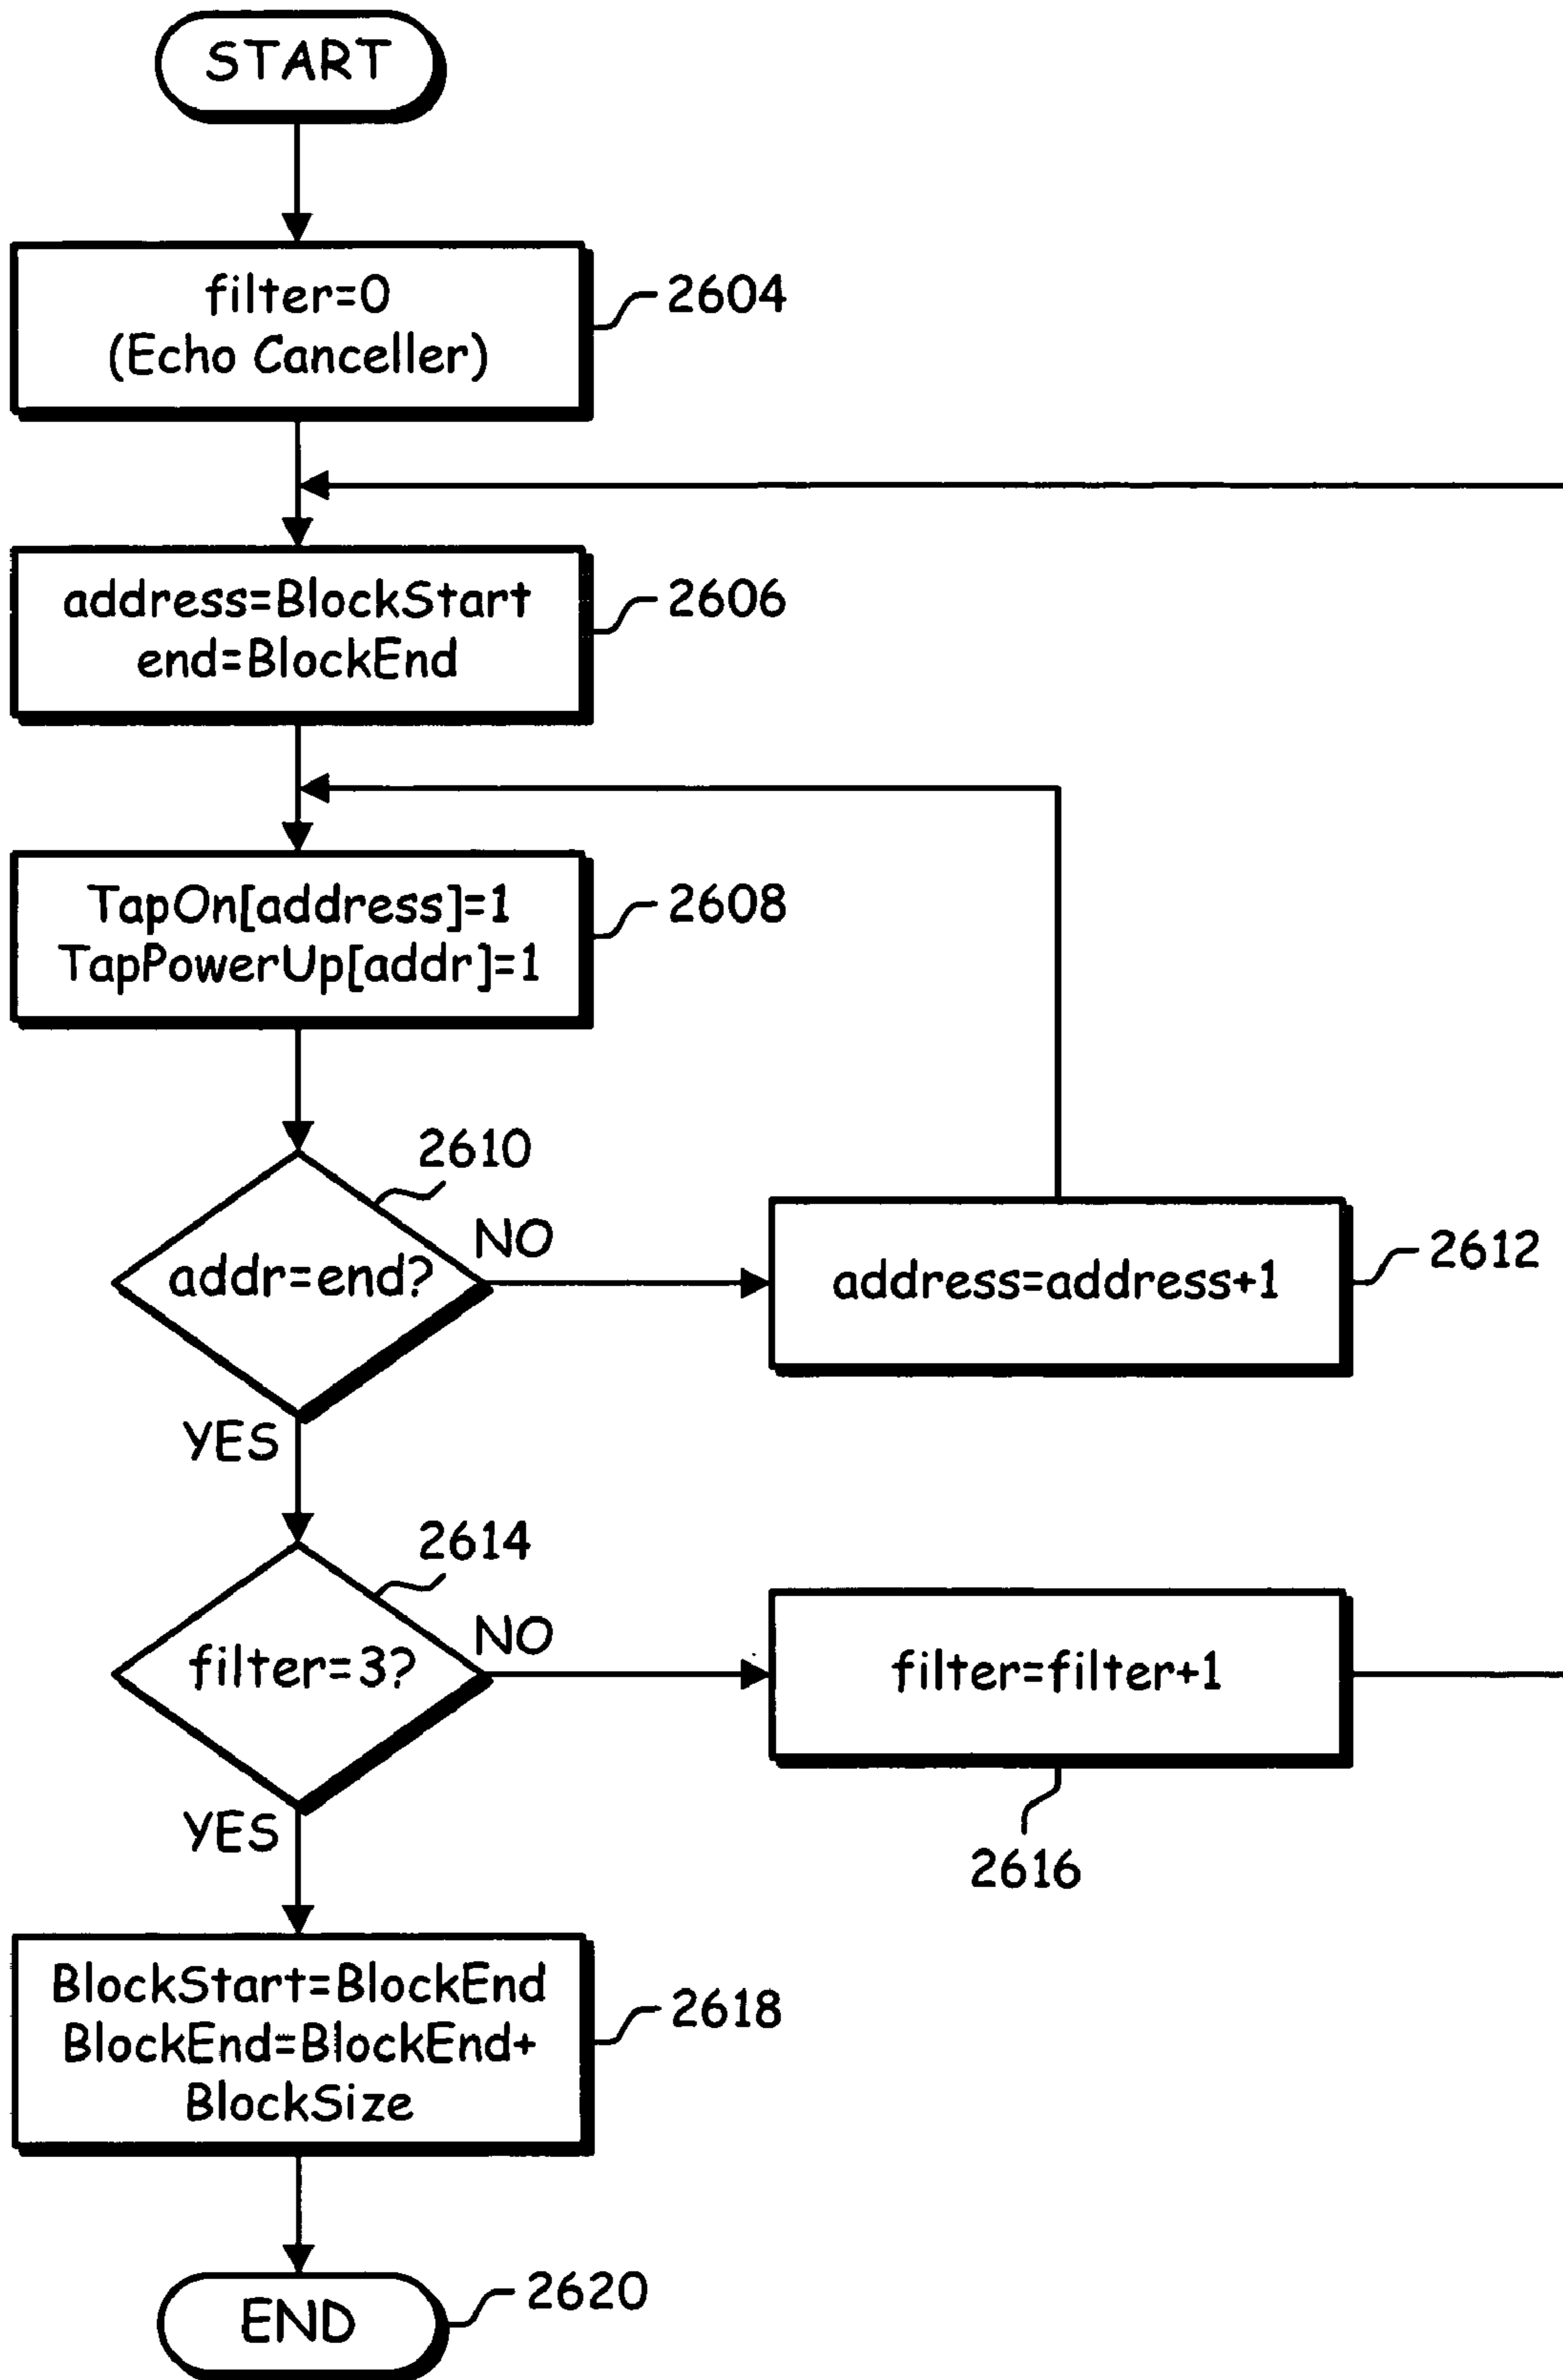 START
filter=0
(Echo Canceller)
2604
address=BlockStart
end=BlockEnd
2606
TapOn[address]=1
TapPowerUp[addr]=1
2608
2610
addr=end?
NO
address=address+1
2612
YES
2614
filter=3?
NO
filter=filter+1
2616
YES
BlockStart=BlockEnd
BlockEnd=BlockEnd+
BlockSize
2618
END
2620